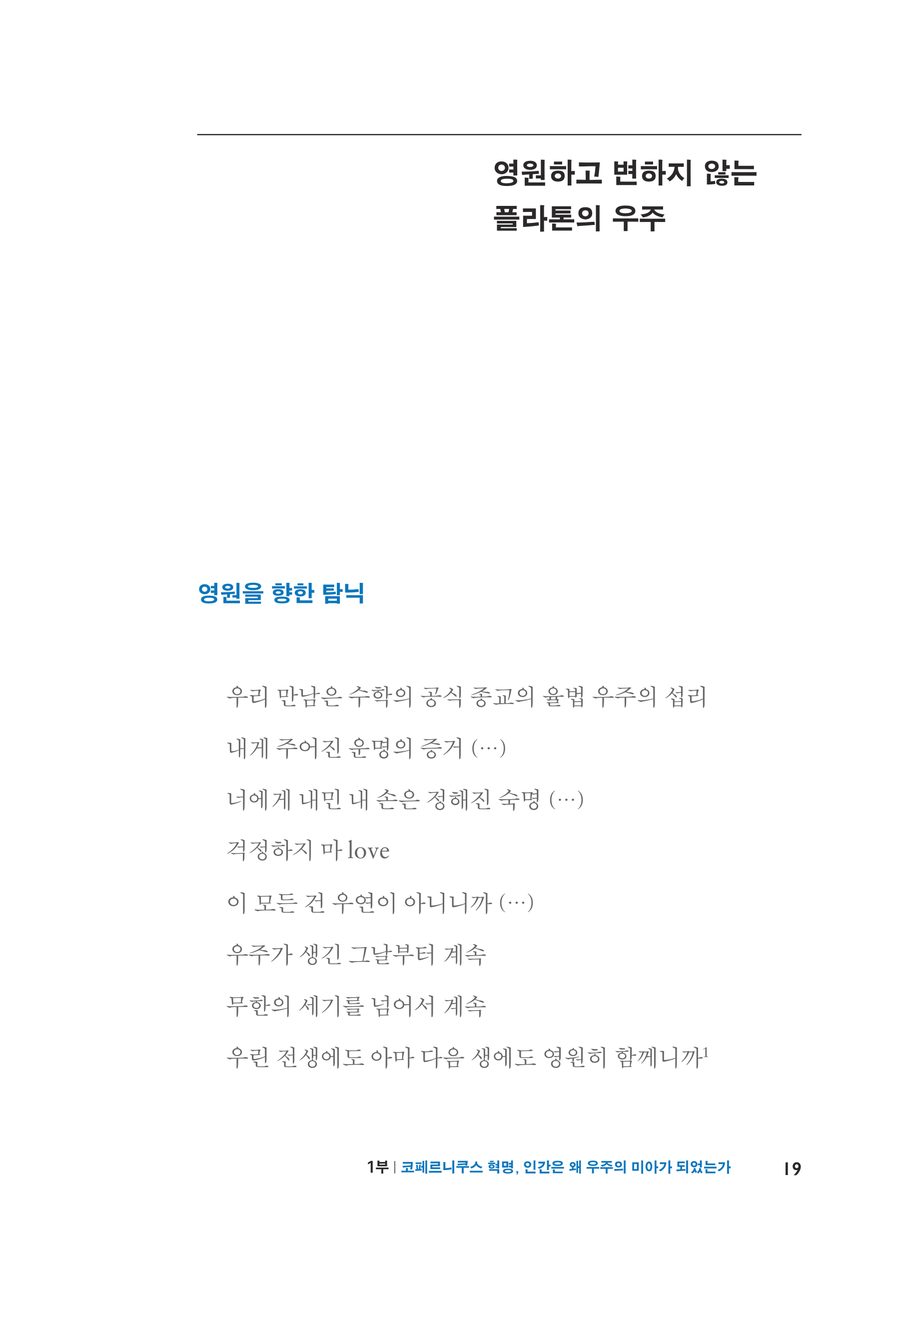 영원하고 변하지 않는
플라톤의 우주
영원을 향한 탐닉
우리 만남은 수학의 공식 종교의 율법 우주의 섭리
내게 주어진 운명의 증거 (…)
너에게 내민 내 손은 정해진 숙명 (…)
걱정하지 마 love
이 모든 건 우연이 아니니까 (…)
우주가 생긴 그날부터 계속
무한의 세기를 넘어서 계속
우린 전생에도 아마 다음 생에도 영원히 함께니까1
1부 | 코페르니쿠스 혁명, 인간은 왜 우주의 미아가 되었는가 19